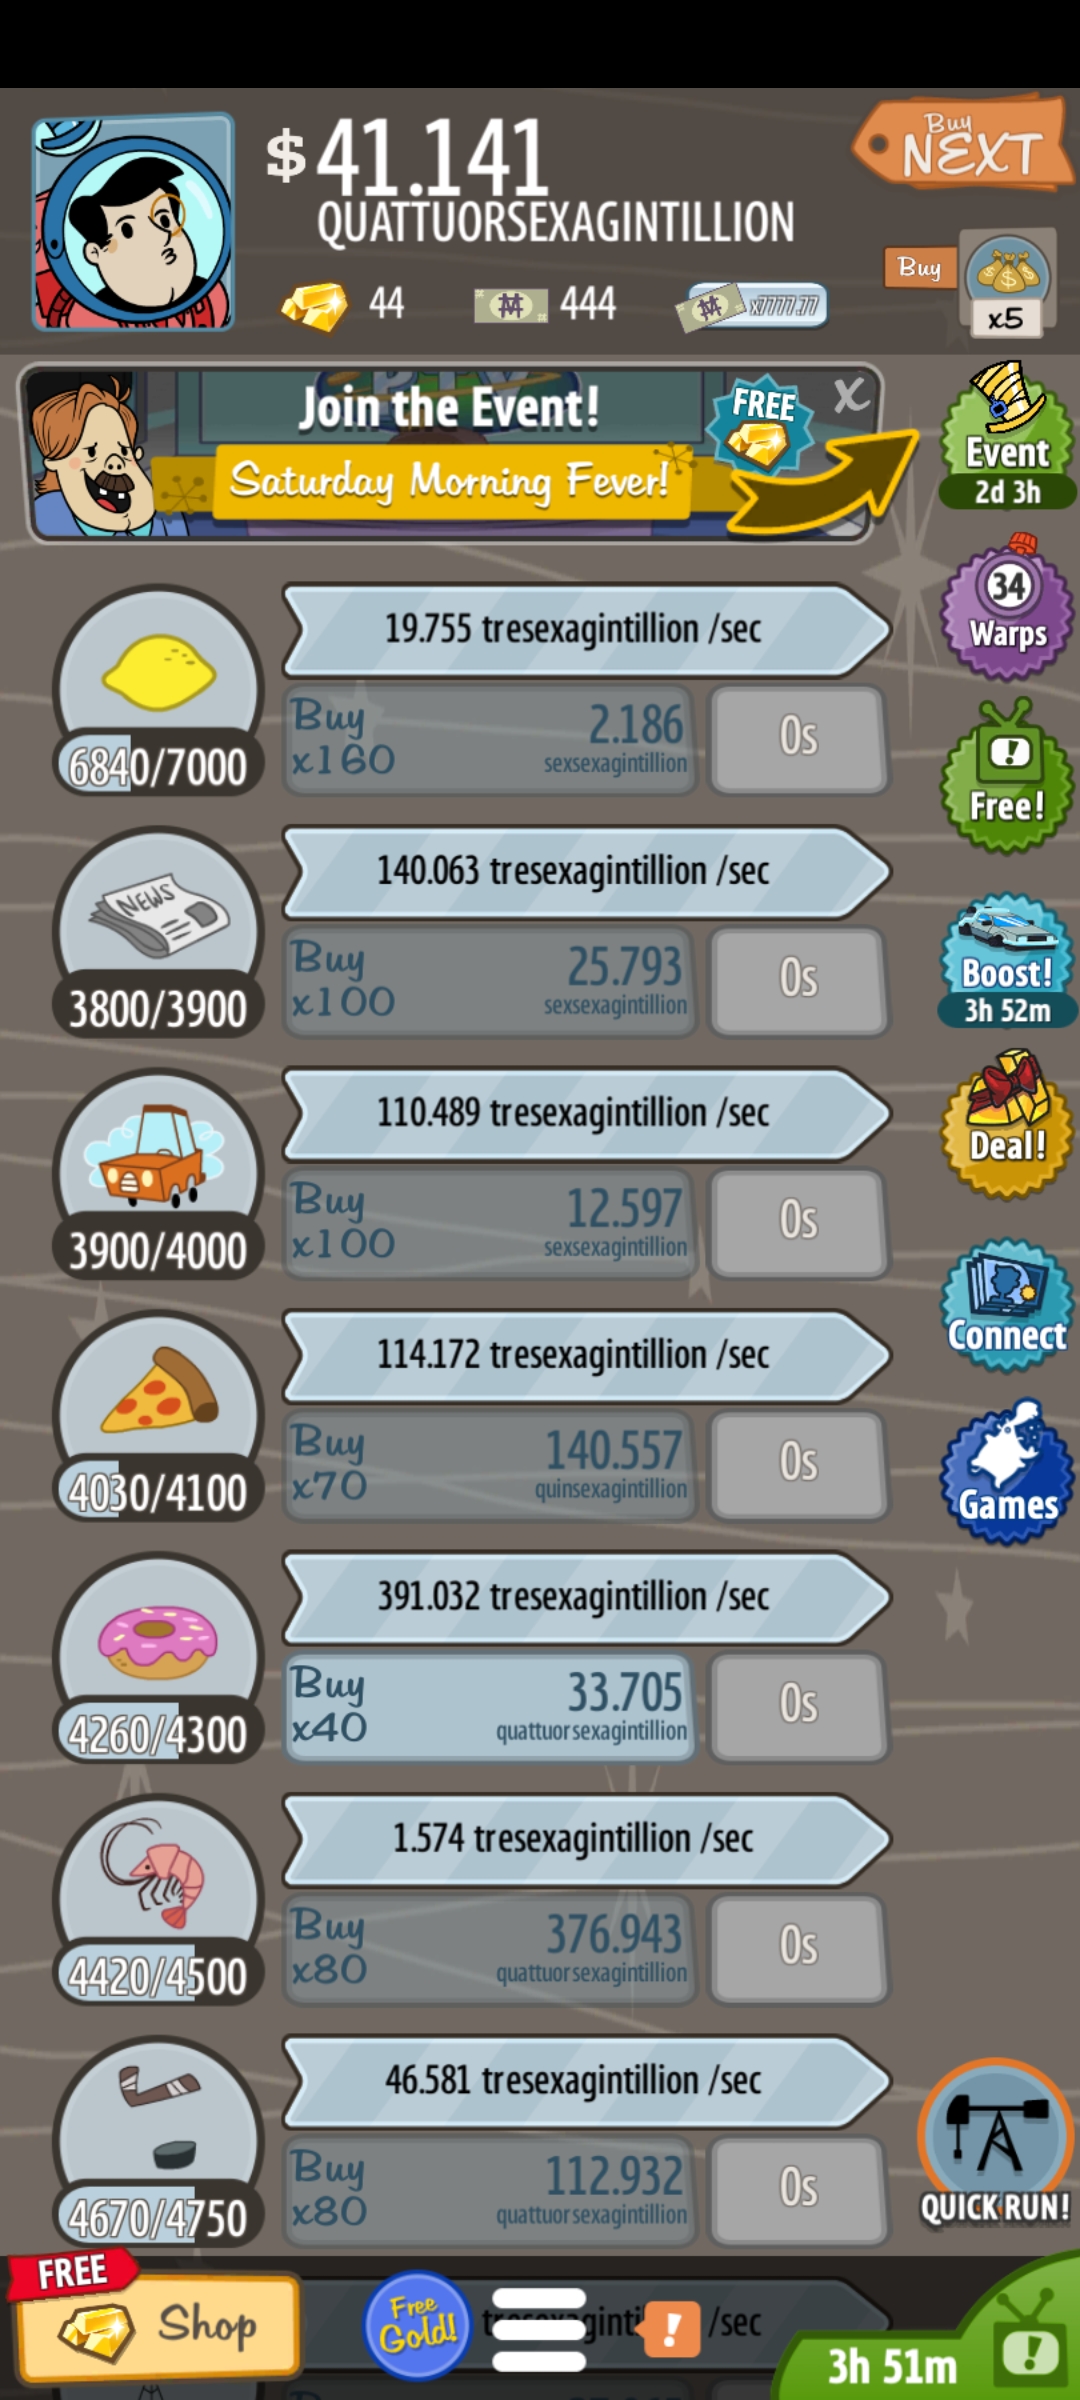 $ 41.141
QUATTUORSEXAGINTILLION
Buy
NEXT
44
444
x7777.77
Buy
x5
Join the Event!
FREE
X
Saturday Morning Fever!
Event
2d 3h
19.755 tresexagintillion /sec
34
Warps
Buy
x160
2.186
sexsexagintillion
0s
6840/7000
Free!
140.063 tresexagintillion /sec
NEWS
Buy
x100
25.793
sexsexagintillion
0s
3800/3900
Boost!
3h 52m
110.489 tresexagintillion /sec
Deal!
Buy
x100
12.597
sexsexagintillion
0s
3900/4000
Connect
114.172 tresexagintillion /sec
Buy
x70
140.557
quinsexagintillion
0s
4030/4100
Games
391.032 tresexagintillion /sec
Buy
x40
33.705
quattuorsexagintillion
0s
4260/4300
1.574 tresexagintillion /sec
Buy
x80
376.943
quattuorsexagintillion
0s
4420/4500
46.581 tresexagintillion /sec
Buy
x80
112.932
quattuorsexagintillion
0s
4670/4750
QUICK RUN!
FREE
Shop
Free
Gold!
/sec
3h 51m